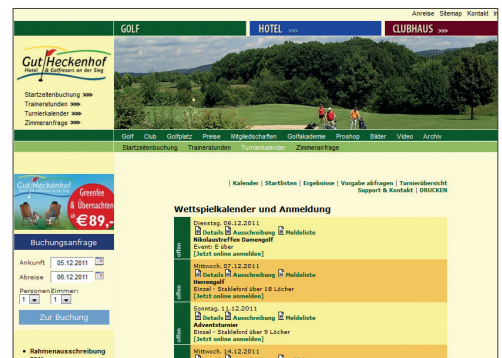 Anreise Sitemap Kontakt
GOLF
HOTEL >>>
CLUBHAUS >>>
Gut Heckenhof
Hotel & Golfresort an der Sieg
Startzeitenbuchung >>>
Trainerstunden >>>
Turnierkalender >>>
Zimmeranfrage >>>
Golf Club Golfplatz Preise Mitgliedschaften Golfakademie Proshop Bilder Video Archiv
Startzeitenbuchung Trainerstunden Turnierkalender Zimmeranfrage
Gut Heckenhof
Greenfee
& Übernachten
ab €89,-
Buchungsanfrage
Ankunft 05.12.2011
Abreise 06.12.2011
Personen Zimmer:
1 1
Zur Buchung
• Rahmenausschreibung
| Kalender | Startlisten | Ergebnisse | Vorgabe abfragen | Turnierübersicht
Support & Kontakt | DRUCKEN
Wettspielkalender und Anmeldung
offen
Dienstag, 06.12.2011
Details Ausschreibung Meldeliste
Nikolaustreffen Damengolf
Event: E über
[Jetzt online anmelden]
offen
Mittwoch, 07.12.2011
Details Ausschreibung Meldeliste
Herrengolf
Einzel - Stableford über 18 Löcher
[Jetzt online anmelden]
offen
Sonntag, 11.12.2011
Details Ausschreibung Meldeliste
Adventsturnier
Einzel - Stableford über 9 Löcher
[Jetzt online anmelden]
Mittwoch, 14.12.2011